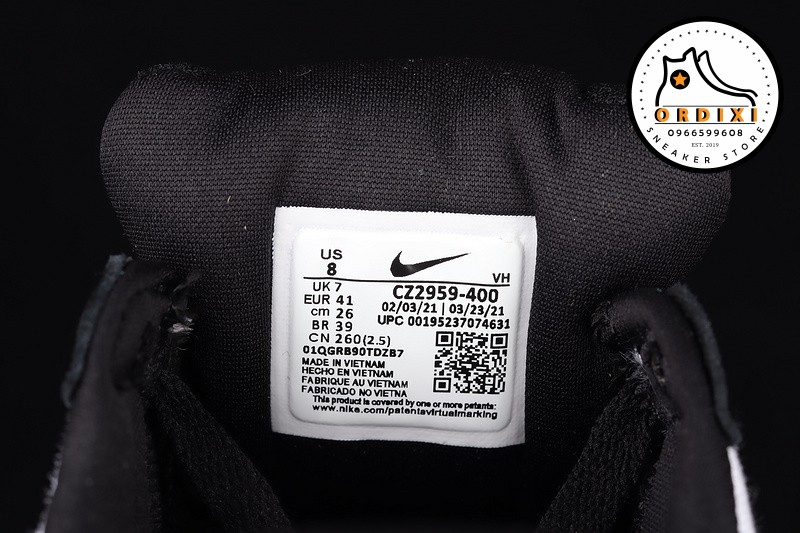 ORDIXI
0966599608
EST. 2019
SNEAKER STORE
US
8
VH
UK 7
EUR 41
cm 26
BR 39
CN 260(2.5)
CZ2959-400
02/03/21 | 03/23/21
UPC 00195237074631
01QGRB90TDZB7
MADE IN VIETNAM
HECHO EN VIETNAM
FABRIQUE AU VIETNAM
FABRICADO NO VIETNA
This product is covered by one or more patents:
www.nike.com/patentavirtualmarking